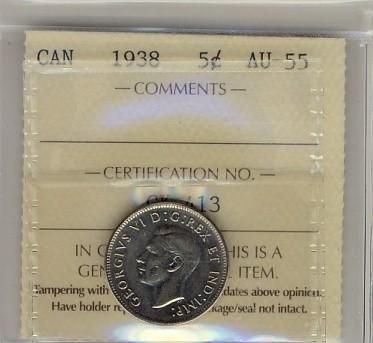 CAN 1938 5¢ AU-55
— COMMENTS —
— CERTIFICATION NO. —
413
GEORGIVS VI D:G:REX ET IND:IMP:
IN HIS IS A
GEN ITEM.
Tampering with dates above opinion.
Have holder kage/seal not intact.